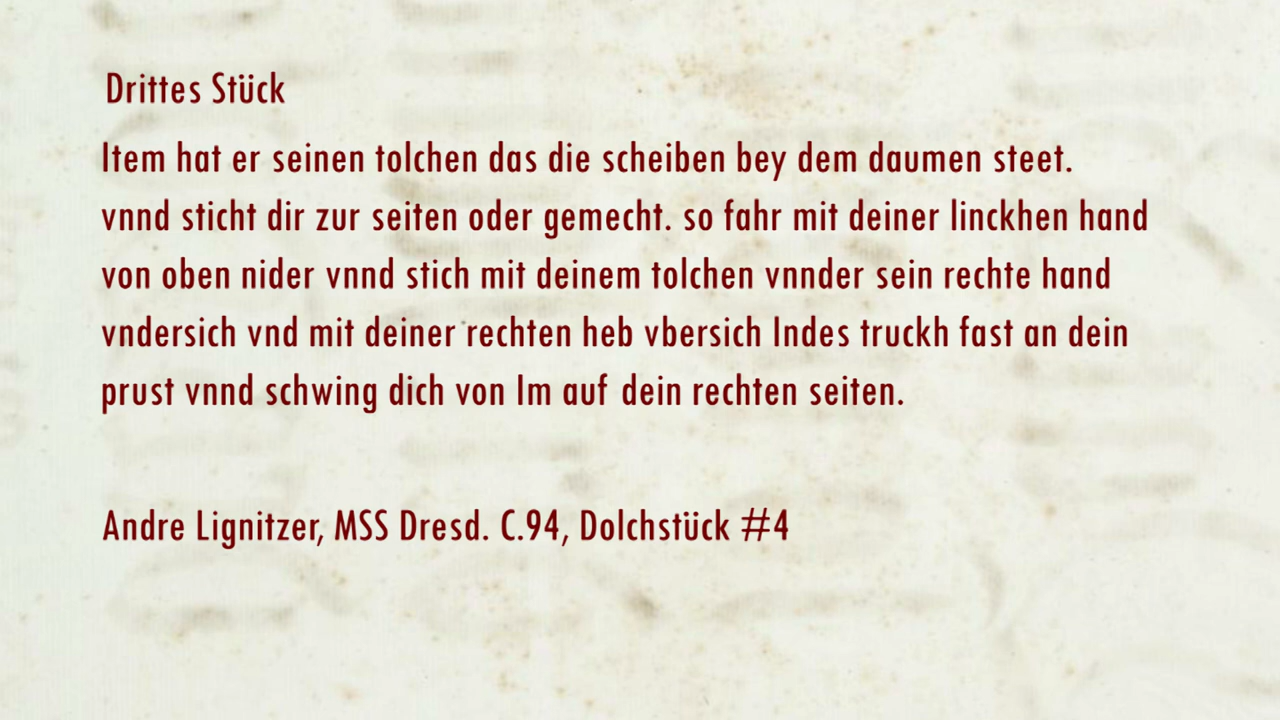 Drittes Stück
Item hat er seinen tolchen das die scheiben bey dem daumen steet.
vnnd sticht dir zur seiten oder gemecht. so fahr mit deiner linckhen hand
von oben nider vnnd stich mit deinem tolchen vnnder sein rechte hand
vndersich vnd mit deiner rechten heb vbersich Indes truckh fast an dein
prust vnnd schwing dich von Im auf dein rechten seiten.
Andre Lignitzer, MSS Dresd. C.94, Dolchstück #4